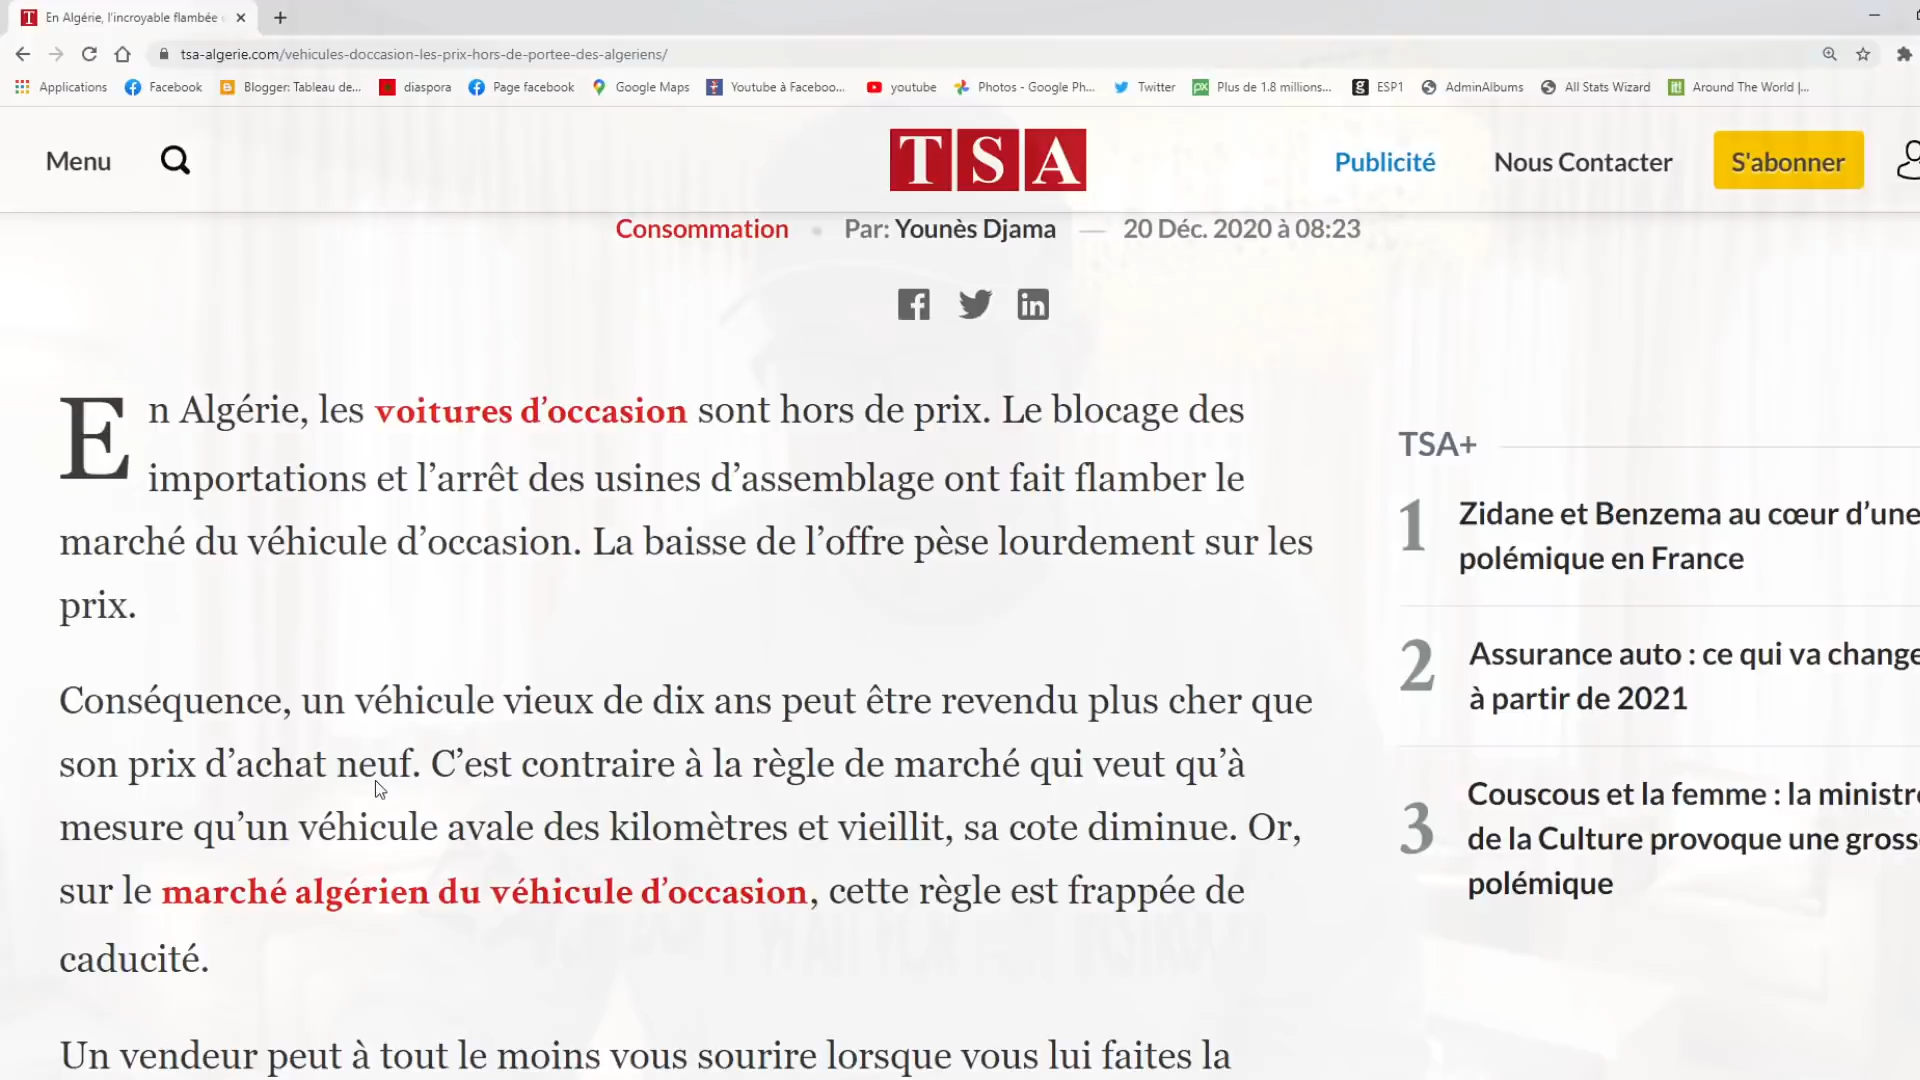 En Algérie, l'incroyable flambée
tsa-algerie.com/vehicules-doccasion-les-prix-hors-de-portee-des-algeriens/
Applications Facebook Blogger: Tableau de... diaspora Page facebook Google Maps Youtube à Faceboo... youtube Photos - Google Ph... Twitter Plus de 1.8 millions... ESP1 AdminAlbums All Stats Wizard Around The World |...
Menu TSA Publicité Nous Contacter S'abonner
Consommation Par: Younès Djama — 20 Déc. 2020 à 08:23
En Algérie, les voitures d’occasion sont hors de prix. Le blocage des
importations et l’arrêt des usines d’assemblage ont fait flamber le
marché du véhicule d’occasion. La baisse de l’offre pèse lourdement sur les
prix.
Conséquence, un véhicule vieux de dix ans peut être revendu plus cher que
son prix d’achat neuf. C’est contraire à la règle de marché qui veut qu’à
mesure qu’un véhicule avale des kilomètres et vieillit, sa cote diminue. Or,
sur le marché algérien du véhicule d’occasion, cette règle est frappée de
caducité.
Un vendeur peut à tout le moins vous sourire lorsque vous lui faites la
TSA+
1 Zidane et Benzema au cœur d’une
polémique en France
2 Assurance auto : ce qui va change
à partir de 2021
3 Couscous et la femme : la ministre
de la Culture provoque une grosse
polémique